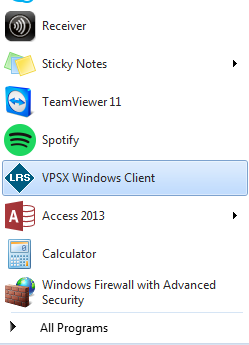 Receiver
Sticky Notes
TeamViewer 11
Spotify
LRS VPSX Windows Client
A Access 2013
Calculator
Windows Firewall with Advanced
Security
All Programs